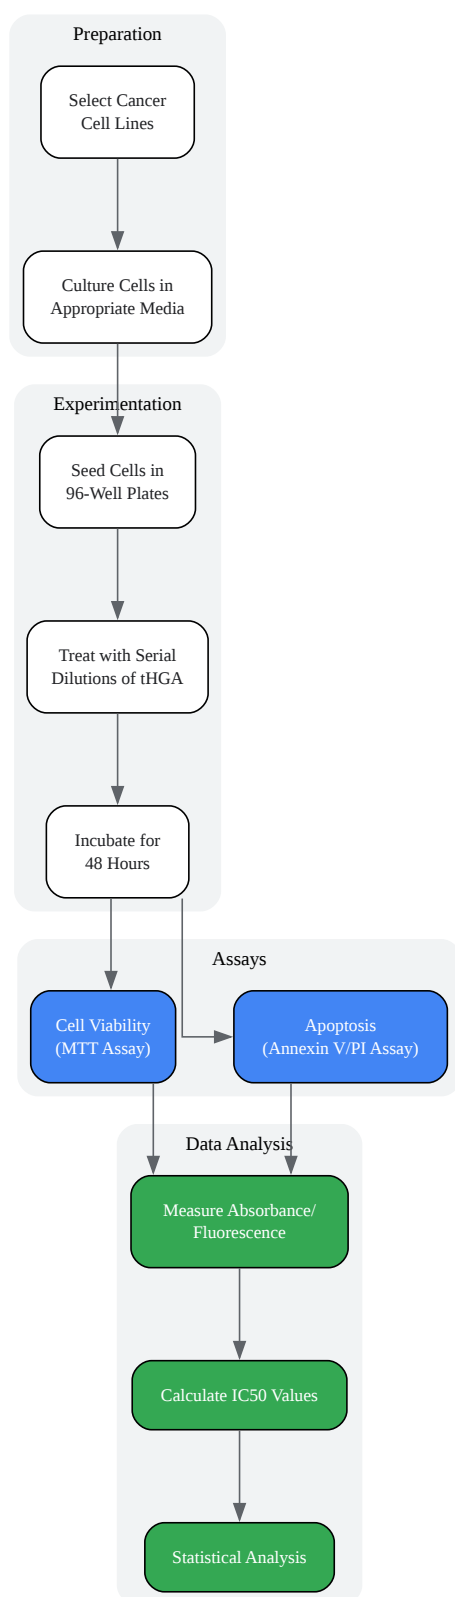 Preparation
Select Cancer
Cell Lines
Culture Cells in
Appropriate Media
Experimentation
Seed Cells in
96-Well Plates
Treat with Serial
Dilutions of tHGA
Incubate for
48 Hours
Assays
Cell Viability
(MTT Assay)
Apoptosis
(Annexin V/PI Assay)
Data Analysis
Measure Absorbance/
Fluorescence
Calculate IC50 Values
Statistical Analysis